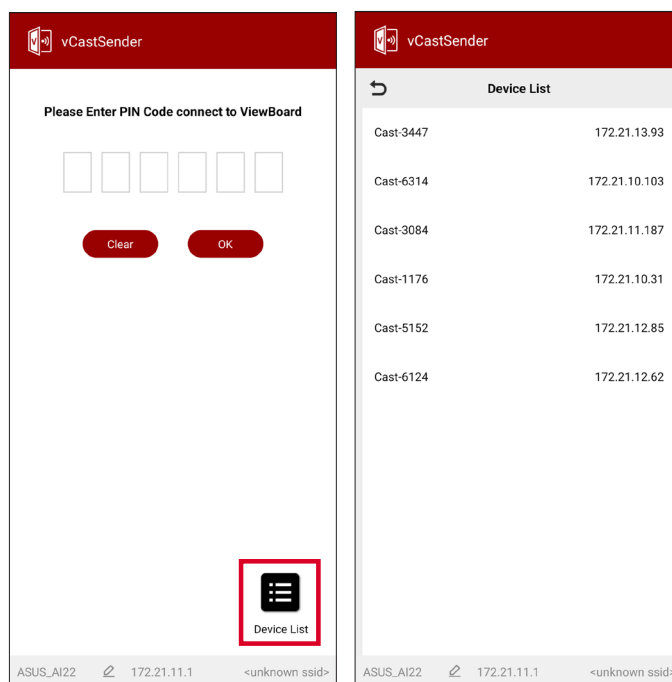 vCastSender
Please Enter PIN Code connect to ViewBoard
Clear
OK
Device List
ASUS_AI22 172.21.11.1 <unknown ssid>
vCastSender
Device List
Cast-3447 172.21.13.93
Cast-6314 172.21.10.103
Cast-3084 172.21.11.187
Cast-1176 172.21.10.31
Cast-5152 172.21.12.85
Cast-6124 172.21.12.62
ASUS_AI22 172.21.11.1 <unknown ssid>